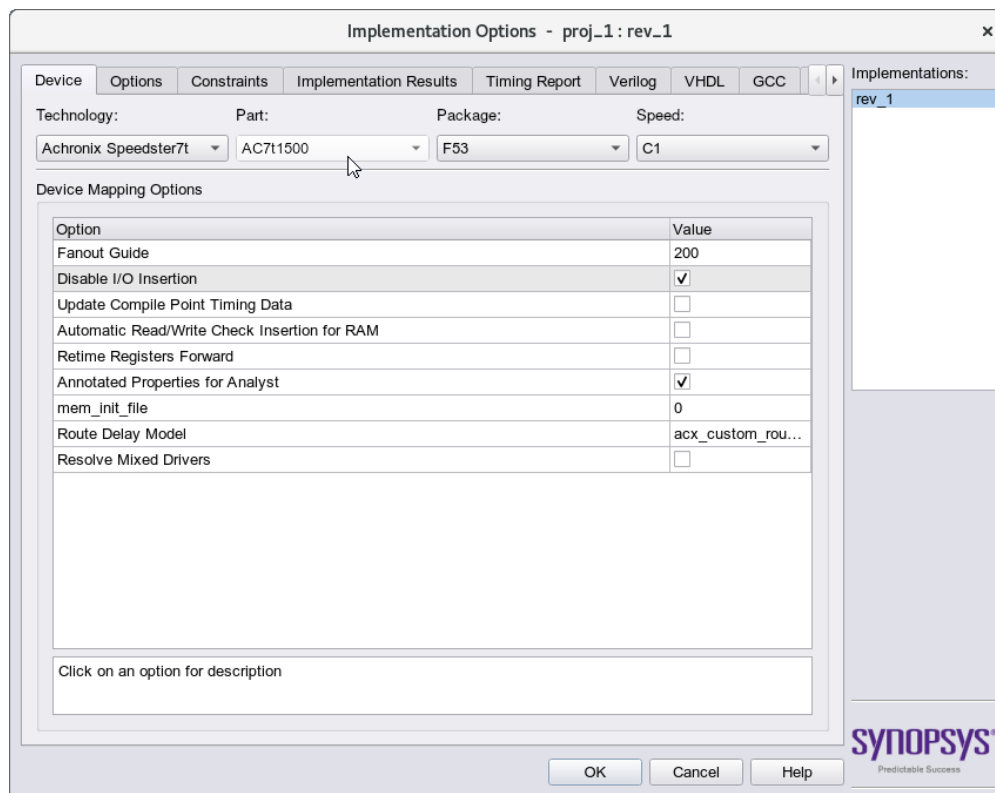 Implementation Options - proj_1 : rev_1
Device Options Constraints Implementation Results Timing Report Verilog VHDL GCC
Implementations:
rev_1
Technology: Part: Package: Speed:
Achronix Speedster7t AC7t1500 F53 C1
Device Mapping Options
Option Value
Fanout Guide 200
Disable I/O Insertion
Update Compile Point Timing Data
Automatic Read/Write Check Insertion for RAM
Retime Registers Forward
Annotated Properties for Analyst
mem_init_file 0
Route Delay Model acx_custom_rou...
Resolve Mixed Drivers
Click on an option for description
SYNOPSYS®
Predictable Success
OK Cancel Help